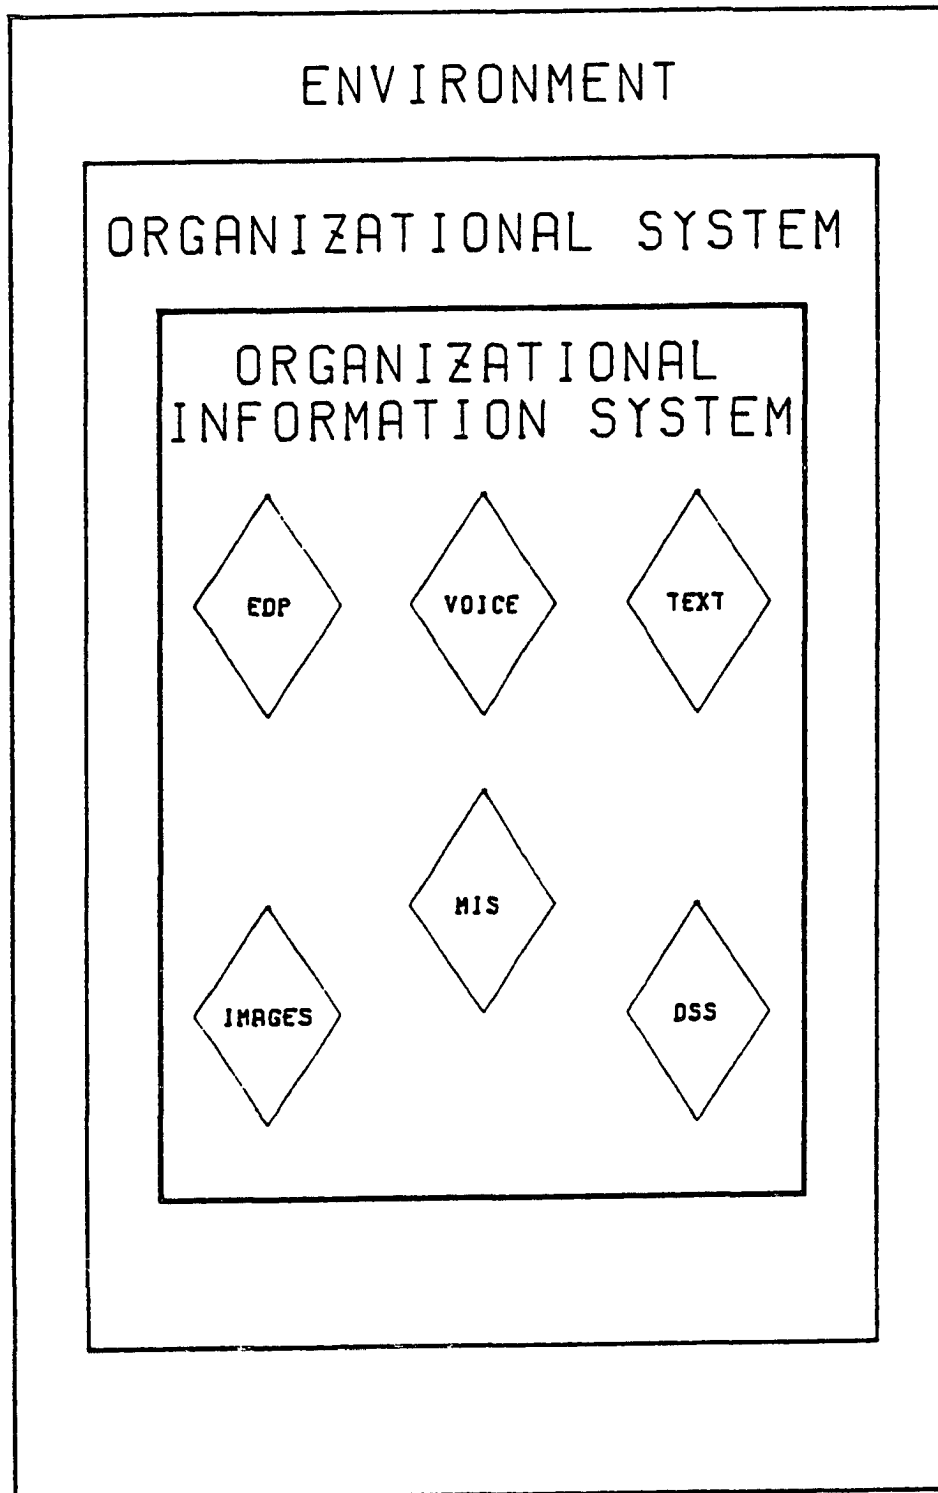 ENVIRONMENT
ORGANIZATIONAL SYSTEM
ORGANIZATIONAL
INFORMATION SYSTEM
EDP
VOICE
TEXT
MIS
IMAGES
DSS